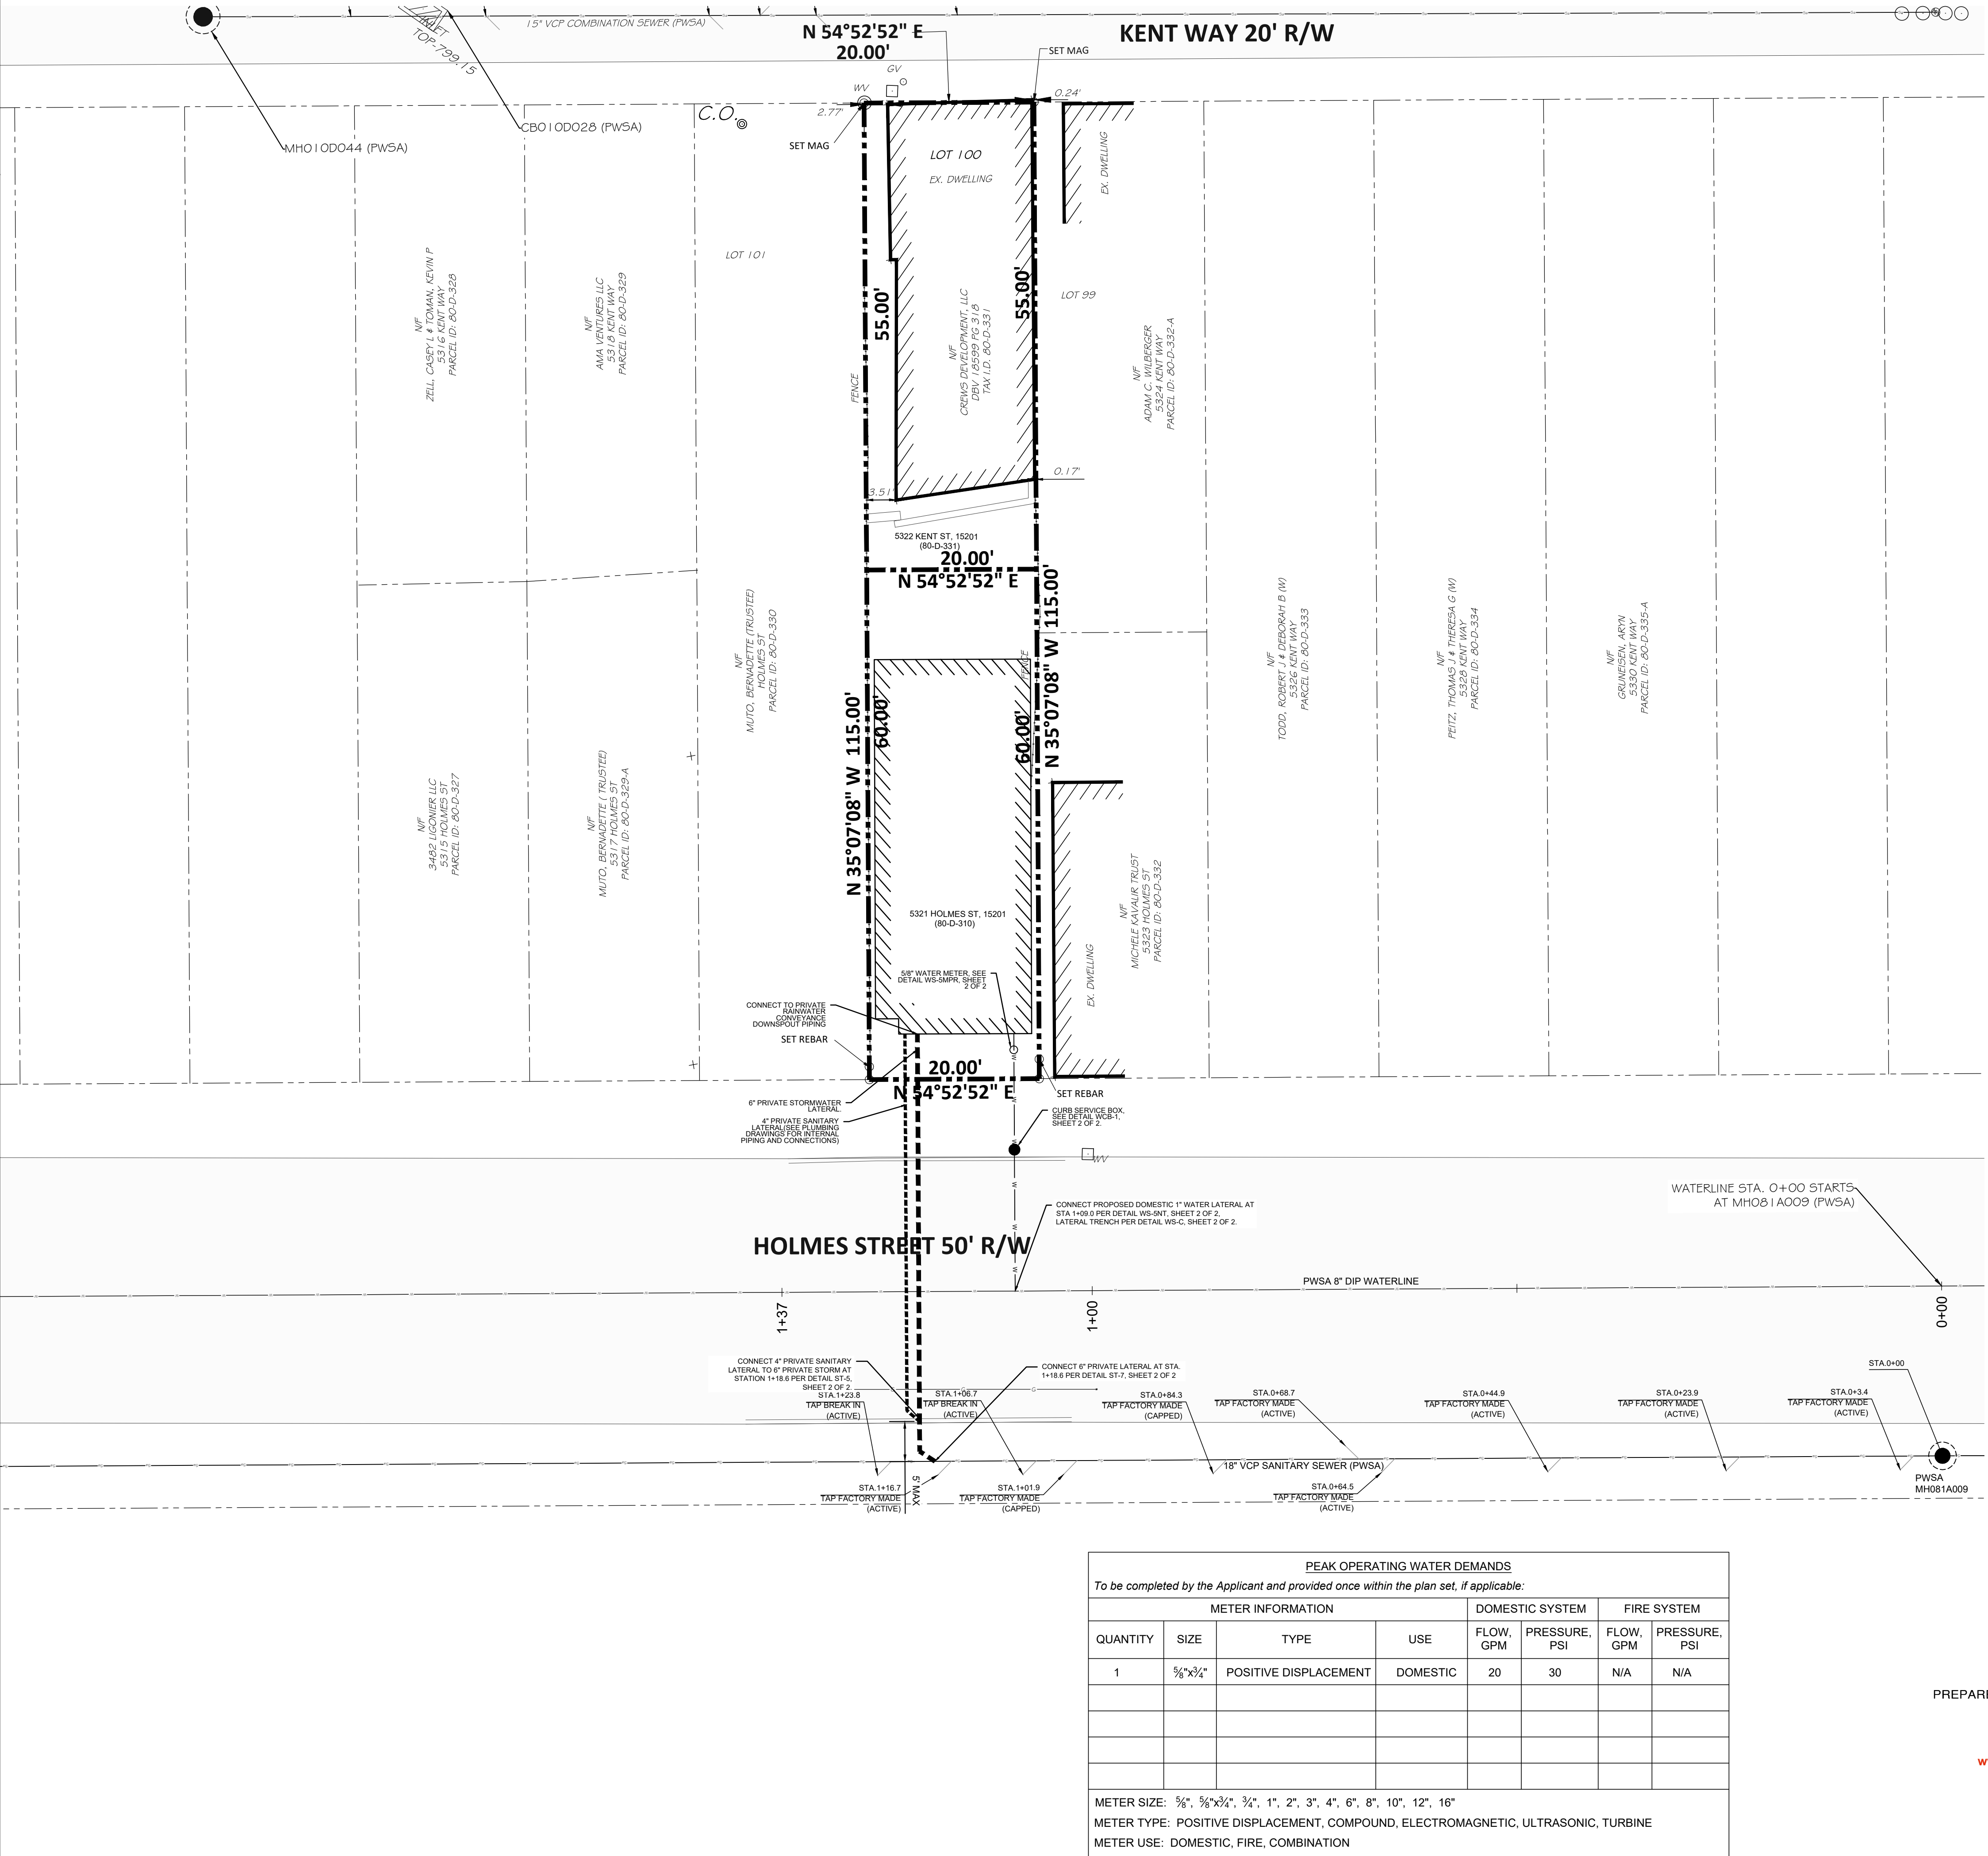 15" VCP COMBINATION SEWER (PWSA)
INLET
TOP-799.15
N 54°52'52" E
20.00'
KENT WAY 20' R/W
SET MAG
GV
WV
0.24'
2.77'
C.O.
CB010D028 (PWSA)
MH010D044 (PWSA)
SET MAG
LOT 100
EX. DWELLING
EX. DWELLING
LOT 101
LOT 99
N/F
ZELL, CASEY L & TOMAN, KEVIN P
5316 KENT WAY
PARCEL ID: 80-D-328
N/F
AMA VENTURES LLC
5318 KENT WAY
PARCEL ID: 80-D-329
55.00'
55.00'
FENCE
N/F
CREWS DEVELOPMENT, LLC
DBV 18599 PG 318
TAX I.D. 80-D-331
N/F
ADAM C. WILBERGER
5324 KENT WAY
PARCEL ID: 80-D-332-A
0.17'
3.51'
5322 KENT ST, 15201
(80-D-331)
20.00'
N 54°52'52" E
N/F
MUTO, BERNADETTE (TRUSTEE)
HOLMES ST
PARCEL ID: 80-D-330
FENCE
N 35°07'08" W 115.00'
N/F
TODD, ROBERT J & DEBORAH B (W)
5326 KENT WAY
PARCEL ID: 80-D-333
N/F
PEITZ, THOMAS J & THERESA G (W)
5328 KENT WAY
PARCEL ID: 80-D-334
N/F
GRUNEISEN, ARYN
5330 KENT WAY
PARCEL ID: 80-D-335-A
N 35°07'08" W 115.00'
60.00'
60.00'
N/F
3482 LIGONIER LLC
5315 HOLMES ST
PARCEL ID: 80-D-327
N/F
MUTO, BERNADETTE ( TRUSTEE)
5317 HOLMES ST
PARCEL ID: 80-D-329-A
5321 HOLMES ST, 15201
(80-D-310)
N/F
MICHELE KAVALIR TRUST
5323 HOLMES ST
PARCEL ID: 80-D-332
EX. DWELLING
5/8" WATER METER, SEE
DETAIL WS-5MPR, SHEET
2 OF 2
CONNECT TO PRIVATE
RAINWATER
CONVEYANCE
DOWNSPOUT PIPING
SET REBAR
20.00'
N 54°52'52" E
SET REBAR
6" PRIVATE STORMWATER
LATERAL.
4" PRIVATE SANITARY
LATERAL(SEE PLUMBING
DRAWINGS FOR INTERNAL
PIPING AND CONNECTIONS)
CURB SERVICE BOX,
SEE DETAIL WCB-1,
SHEET 2 OF 2.
W
W
W
W
W
W
WV
WATERLINE STA. 0+00 STARTS
AT MH081A009 (PWSA)
CONNECT PROPOSED DOMESTIC 1" WATER LATERAL AT
STA 1+09.0 PER DETAIL WS-5NT, SHEET 2 OF 2,
LATERAL TRENCH PER DETAIL WS-C, SHEET 2 OF 2.
HOLMES STREET 50' R/W
PWSA 8" DIP WATERLINE
1+37
1+00
0+00
CONNECT 4" PRIVATE SANITARY
LATERAL TO 6" PRIVATE STORM AT
STATION 1+18.6 PER DETAIL ST-5,
SHEET 2 OF 2.
CONNECT 6" PRIVATE LATERAL AT STA.
1+18.6 PER DETAIL ST-7, SHEET 2 OF 2
G
G
STA.1+23.8
TAP BREAK IN
(ACTIVE)
STA.1+06.7
TAP BREAK IN
(ACTIVE)
STA.0+84.3
TAP FACTORY MADE
(CAPPED)
STA.0+68.7
TAP FACTORY MADE
(ACTIVE)
STA.0+44.9
TAP FACTORY MADE
(ACTIVE)
STA.0+23.9
TAP FACTORY MADE
(ACTIVE)
STA.0+3.4
TAP FACTORY MADE
(ACTIVE)
STA.0+00
18" VCP SANITARY SEWER (PWSA)
STA.1+16.7
TAP FACTORY MADE
(ACTIVE)
5' MAX
STA.1+01.9
TAP FACTORY MADE
(CAPPED)
STA.0+64.5
TAP FACTORY MADE
(ACTIVE)
PWSA
MH081A009
PEAK OPERATING WATER DEMANDS
To be completed by the Applicant and provided once within the plan set, if applicable:
METER INFORMATION DOMESTIC SYSTEM FIRE SYSTEM
QUANTITY SIZE TYPE USE FLOW, GPM PRESSURE, PSI FLOW, GPM PRESSURE, PSI
1 ⅝"x¾" POSITIVE DISPLACEMENT DOMESTIC 20 30 N/A N/A
METER SIZE: ⅝", ⅝"x¾", ¾", 1", 2", 3", 4", 6", 8", 10", 12", 16"
METER TYPE: POSITIVE DISPLACEMENT, COMPOUND, ELECTROMAGNETIC, ULTRASONIC, TURBINE
METER USE: DOMESTIC, FIRE, COMBINATION
PREPAR